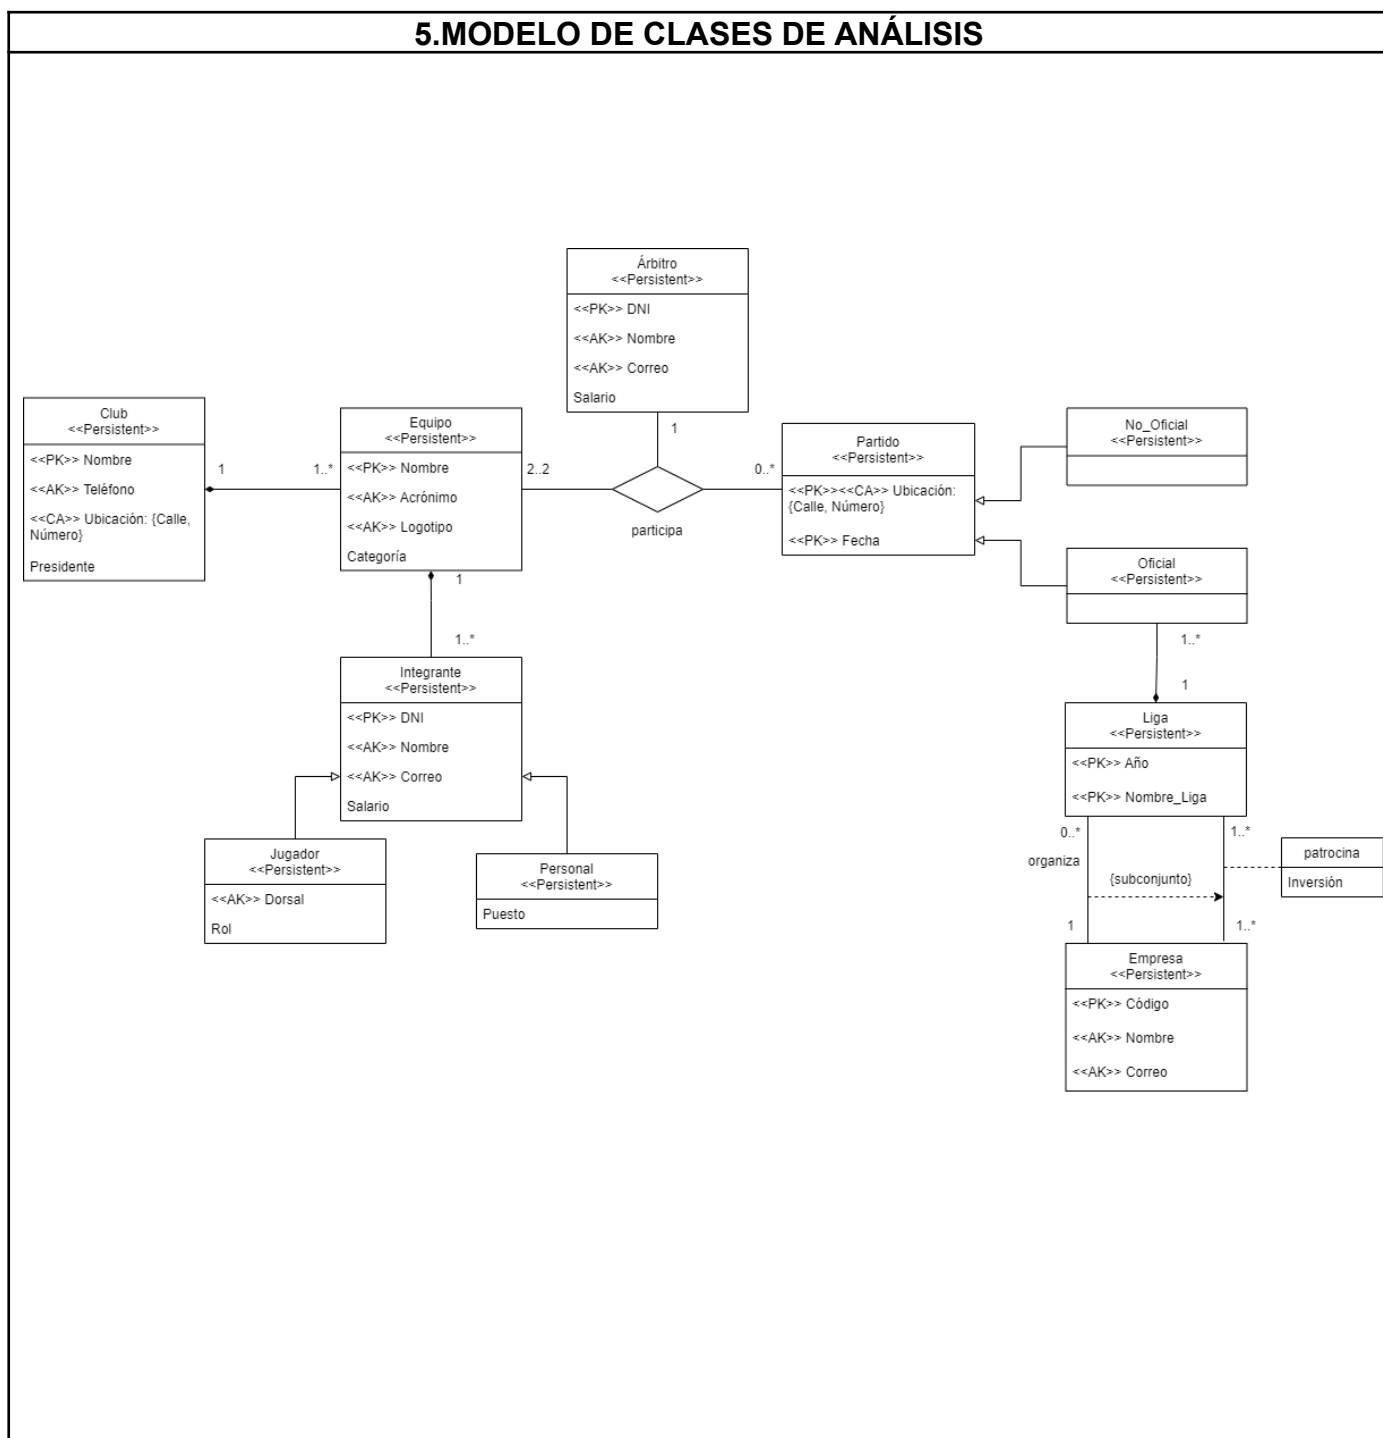 5.MODELO DE CLASES DE ANÁLISIS
Árbitro
<<Persistent>>
<<PK>> DNI
<<AK>> Nombre
<<AK>> Correo
Salario
1
Club
<<Persistent>>
<<PK>> Nombre
<<AK>> Teléfono
<<CA>> Ubicación: {Calle,
Número}
Presidente
1
1..*
Equipo
<<Persistent>>
<<PK>> Nombre
<<AK>> Acrónimo
<<AK>> Logotipo
Categoría
2..2
participa
0..*
Partido
<<Persistent>>
<<PK>><<CA>> Ubicación:
{Calle, Número}
<<PK>> Fecha
No_Oficial
<<Persistent>>
Oficial
<<Persistent>>
1
1..*
Integrante
<<Persistent>>
<<PK>> DNI
<<AK>> Nombre
<<AK>> Correo
Salario
1..*
1
Liga
<<Persistent>>
<<PK>> Año
<<PK>> Nombre_Liga
Jugador
<<Persistent>>
<<AK>> Dorsal
Rol
Personal
<<Persistent>>
Puesto
0..*
1..*
organiza
{subconjunto}
patrocina
Inversión
1
1..*
Empresa
<<Persistent>>
<<PK>> Código
<<AK>> Nombre
<<AK>> Correo